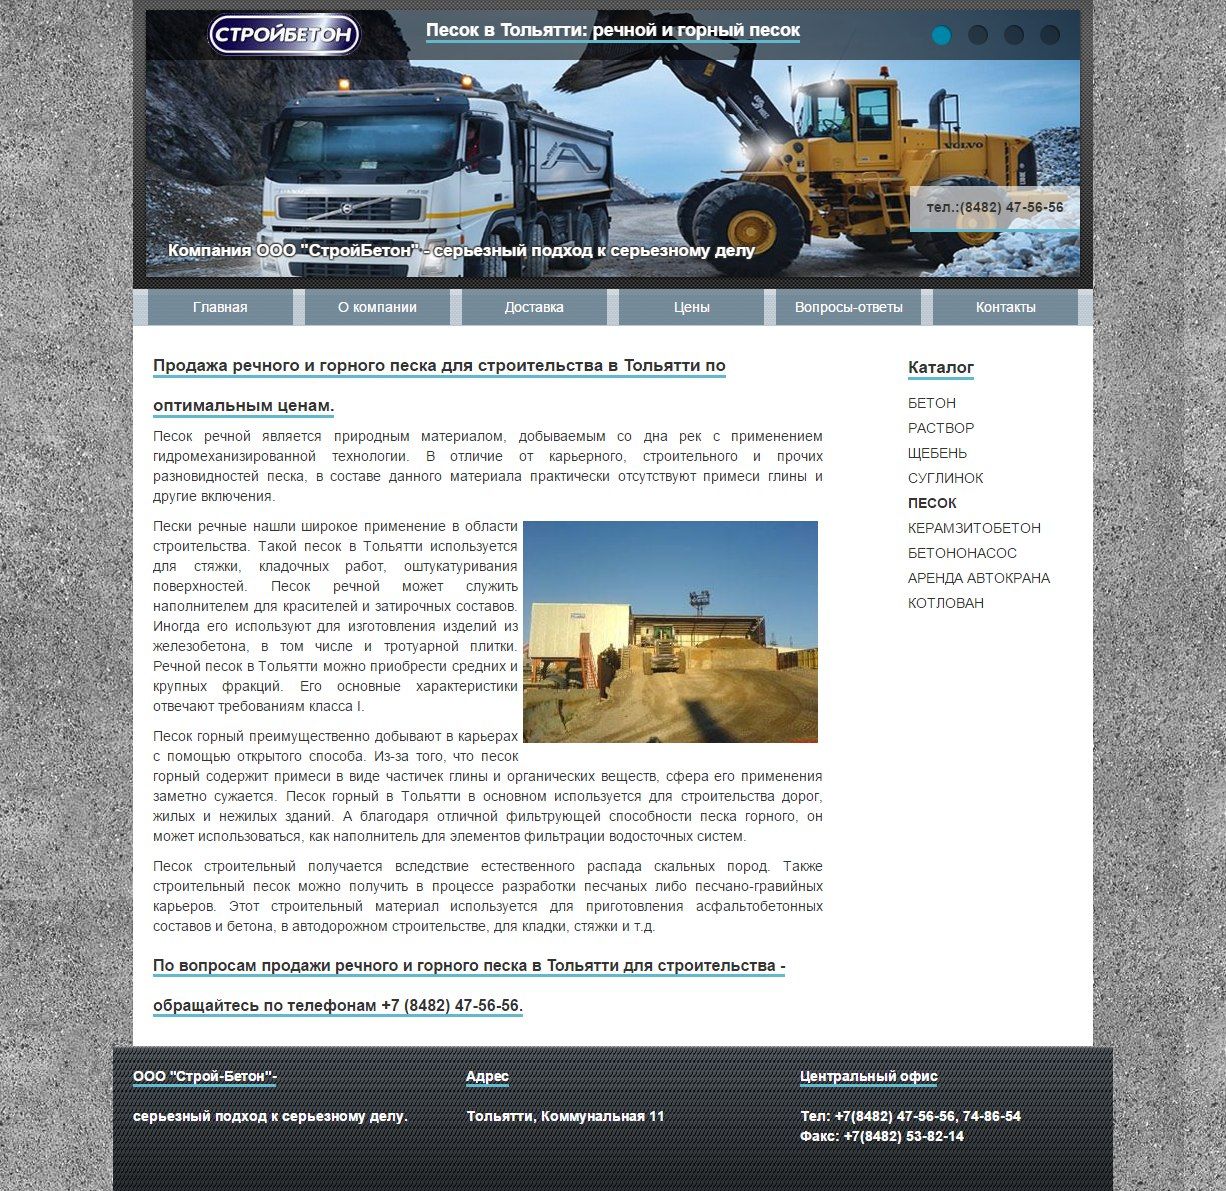 СТРОЙБЕТОН
Песок в Тольятти: речной и горный песок
VOLVO
тел.:(8482) 47-56-56
Компания ООО "СтройБетон" - серьезный подход к серьезному делу
Главная
О компании
Доставка
Цены
Вопросы-ответы
Контакты
Продажа речного и горного песка для строительства в Тольятти по
оптимальным ценам.
Песок речной является природным материалом, добываемым со дна рек с применением
гидромеханизированной технологии. В отличие от карьерного, строительного и прочих
разновидностей песка, в составе данного материала практически отсутствуют примеси глины и
другие включения.
Пески речные нашли широкое применение в области
строительства. Такой песок в Тольятти используется
для стяжки, кладочных работ, оштукатуривания
поверхностей. Песок речной может служить
наполнителем для красителей и затирочных составов.
Иногда его используют для изготовления изделий из
железобетона, в том числе и тротуарной плитки.
Речной песок в Тольятти можно приобрести средних и
крупных фракций. Его основные характеристики
отвечают требованиям класса I.
Песок горный преимущественно добывают в карьерах
с помощью открытого способа. Из-за того, что песок
горный содержит примеси в виде частичек глины и органических веществ, сфера его применения
заметно сужается. Песок горный в Тольятти в основном используется для строительства дорог,
жилых и нежилых зданий. А благодаря отличной фильтрующей способности песка горного, он
может использоваться, как наполнитель для элементов фильтрации водосточных систем.
Песок строительный получается вследствие естественного распада скальных пород. Также
строительный песок можно получить в процессе разработки песчаных либо песчано-гравийных
карьеров. Этот строительный материал используется для приготовления асфальтобетонных
составов и бетона, в автодорожном строительстве, для кладки, стяжки и т.д.
По вопросам продажи речного и горного песка в Тольятти для строительства -
обращайтесь по телефонам +7 (8482) 47-56-56.
Каталог
БЕТОН
РАСТВОР
ЩЕБЕНЬ
СУГЛИНОК
ПЕСОК
КЕРАМЗИТОБЕТОН
БЕТОНОНАСОС
АРЕНДА АВТОКРАНА
КОТЛОВАН
ООО "Строй-Бетон"-
серьезный подход к серьезному делу.
Адрес
Тольятти, Коммунальная 11
Центральный офис
Тел: +7(8482) 47-56-56, 74-86-54
Факс: +7(8482) 53-82-14